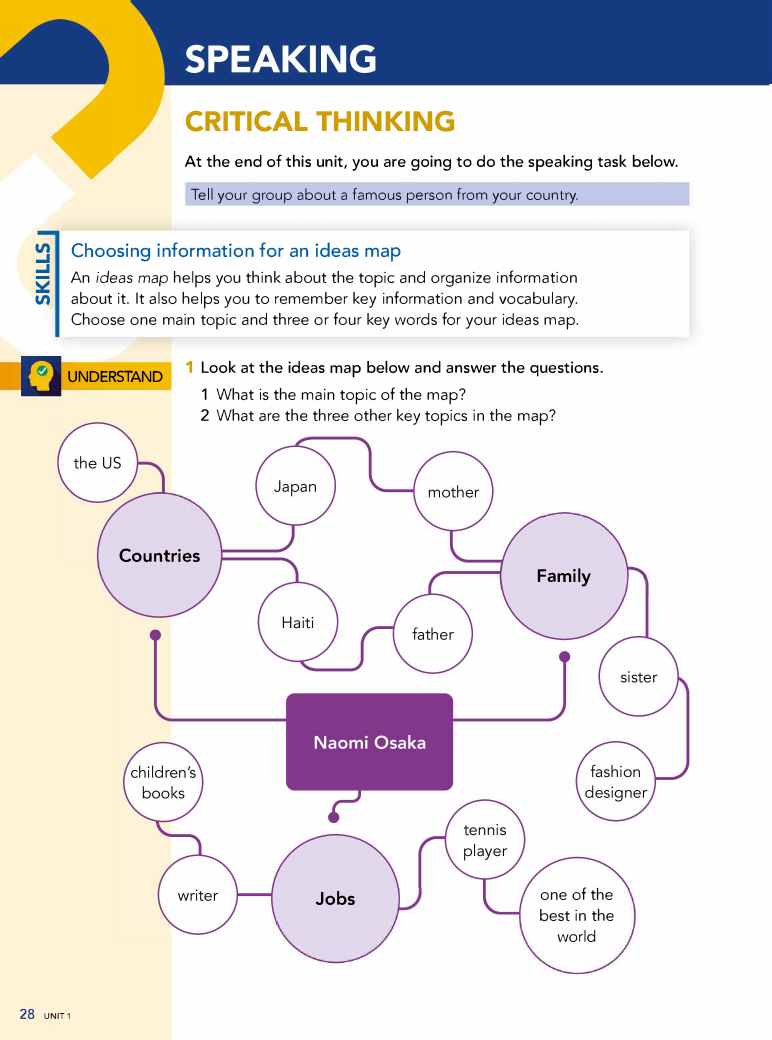 SPEAKING
CRITICAL THINKING
At the end of this unit, you are going to do the speaking task below.
Tell your group about a famous person from your country.
SKILLS
Choosing information for an ideas map
An ideas map helps you think about the topic and organize information
about it. It also helps you to remember key information and vocabulary.
Choose one main topic and three or four key words for your ideas map.
UNDERSTAND
1 Look at the ideas map below and answer the questions.
1 What is the main topic of the map?
2 What are the three other key topics in the map?
the US
Japan
mother
Countries
Family
Haiti
father
sister
Naomi Osaka
children's
books
fashion
designer
tennis
player
writer
Jobs
one of the
best in the
world
28 UNIT 1